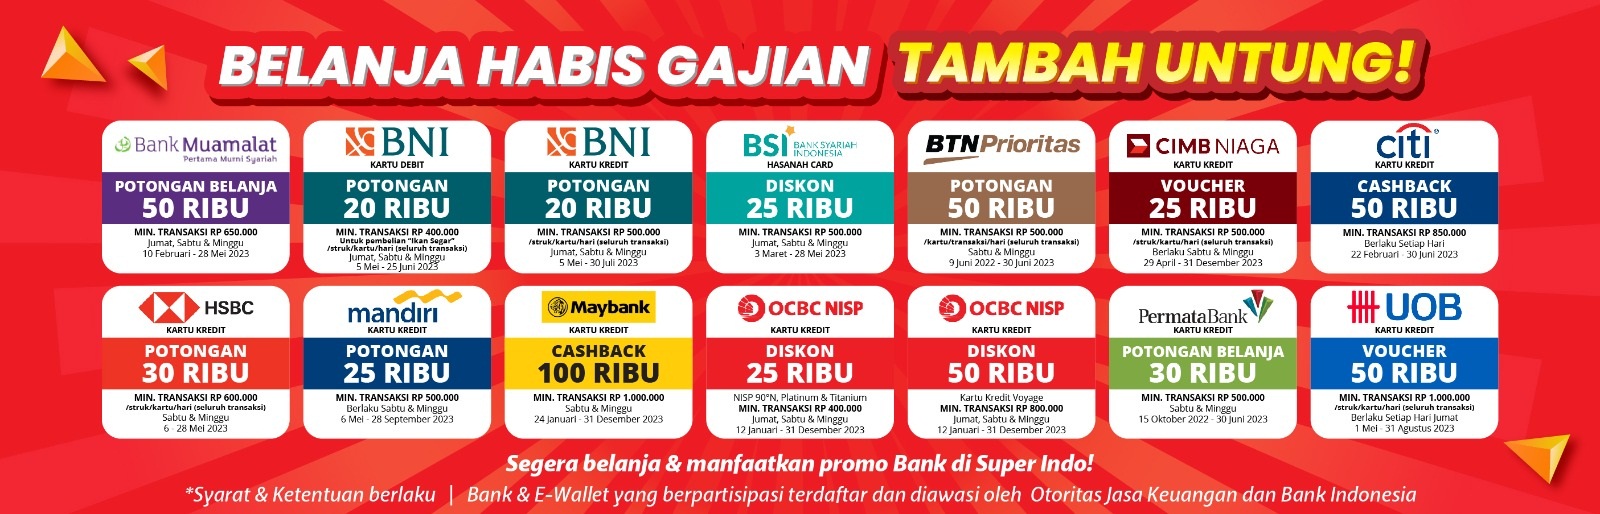 BELANJA HABIS GAJIAN TAMBAH UNTUNG!
Bank Muamalat
Pertama Murni Syariah
POTONGAN BELANJA
50 RIBU
MIN. TRANSAKSI RP 650.000
Jumat, Sabtu & Minggu
10 Februari - 28 Mei 2023
BNI
KARTU DEBIT
POTONGAN
20 RIBU
MIN. TRANSAKSI RP 400.000
Untuk pembelian "Ikan Segar"
/struk/kartu/hari (seluruh transaksi)
Jumat, Sabtu & Minggu
5 Mei - 25 Juni 2023
BNI
KARTU KREDIT
POTONGAN
20 RIBU
MIN. TRANSAKSI RP 500.000
/struk/kartu/hari (seluruh transaksi)
Jumat, Sabtu & Minggu
5 Mei - 30 Juli 2023
BSI BANK SYARIAH
INDONESIA
HASANAH CARD
DISKON
25 RIBU
MIN. TRANSAKSI RP 500.000
Jumat, Sabtu & Minggu
3 Maret - 28 Mei 2023
BTN Prioritas
KARTU KREDIT
POTONGAN
50 RIBU
MIN. TRANSAKSI RP 500.000
/kartu/transaksi/hari (seluruh transaksi)
Sabtu & Minggu
9 Juni 2022 - 30 Juni 2023
CIMB NIAGA
KARTU KREDIT
VOUCHER
25 RIBU
MIN. TRANSAKSI RP 500.000
/struk/kartu/hari (seluruh transaksi)
Berlaku Sabtu & Minggu
29 April - 31 Desember 2023
citi
KARTU KREDIT
CASHBACK
50 RIBU
MIN. TRANSAKSI RP 850.000
Berlaku Setiap Hari
22 Februari - 30 Juni 2023
HSBC
KARTU KREDIT
POTONGAN
30 RIBU
MIN. TRANSAKSI RP 600.000
/struk/kartu/hari (seluruh transaksi)
Sabtu & Minggu
6 - 28 Mei 2023
mandiri
KARTU KREDIT
POTONGAN
25 RIBU
MIN. TRANSAKSI RP 500.000
Berlaku Sabtu & Minggu
6 Mei - 28 September 2023
Maybank
KARTU KREDIT
CASHBACK
100 RIBU
MIN. TRANSAKSI RP 1.000.000
Sabtu & Minggu
24 Januari - 31 Desember 2023
OCBC NISP
KARTU KREDIT
DISKON
25 RIBU
NISP 90°N, Platinum & Titanium
MIN. TRANSAKSI RP 400.000
Jumat, Sabtu & Minggu
12 Januari - 31 Desember 2023
OCBC NISP
KARTU KREDIT
DISKON
50 RIBU
Kartu Kredit Voyage
MIN. TRANSAKSI RP 800.000
Jumat, Sabtu & Minggu
12 Januari - 31 Desember 2023
PermataBank
KARTU KREDIT
POTONGAN BELANJA
30 RIBU
MIN. TRANSAKSI RP 500.000
Sabtu & Minggu
15 Oktober 2022 - 30 Juni 2023
UOB
KARTU KREDIT
VOUCHER
50 RIBU
MIN. TRANSAKSI RP 1.000.000
/struk/kartu/hari (seluruh transaksi)
Berlaku Setiap Hari Jumat
1 Mei - 31 Agustus 2023
Segera belanja & manfaatkan promo Bank di Super Indo!
*Syarat & Ketentuan berlaku | Bank & E-Wallet yang berpartisipasi terdaftar dan diawasi oleh Otoritas Jasa Keuangan dan Bank Indonesia